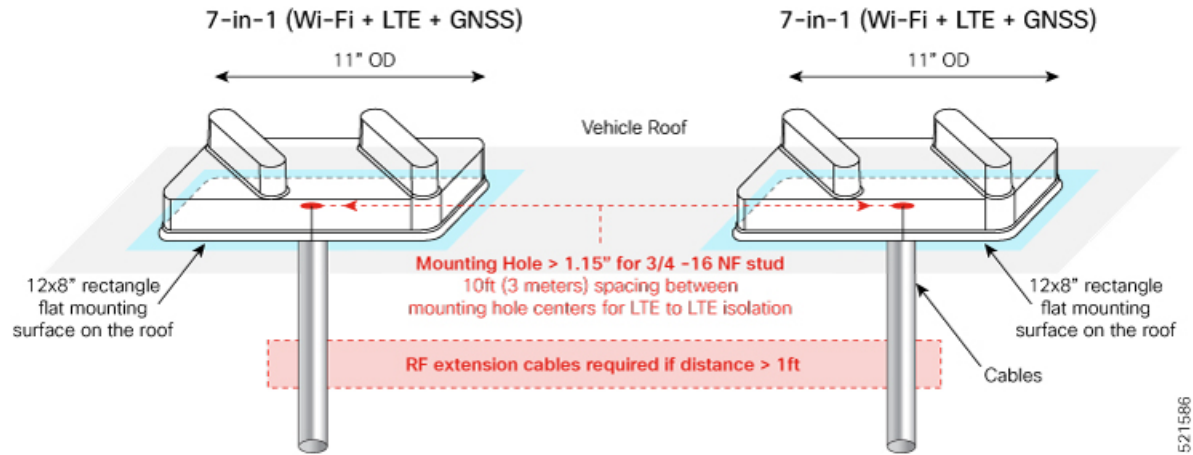 7-in-1 (Wi-Fi + LTE + GNSS)
7-in-1 (Wi-Fi + LTE + GNSS)
11” OD
11” OD
Vehicle Roof
Mounting Hole > 1.15” for 3/4 -16 NF stud
10ft (3 meters) spacing between
mounting hole centers for LTE to LTE isolation
12x8” rectangle
flat mounting
surface on the roof
12x8” rectangle
flat mounting
surface on the roof
RF extension cables required if distance > 1ft
Cables
521586